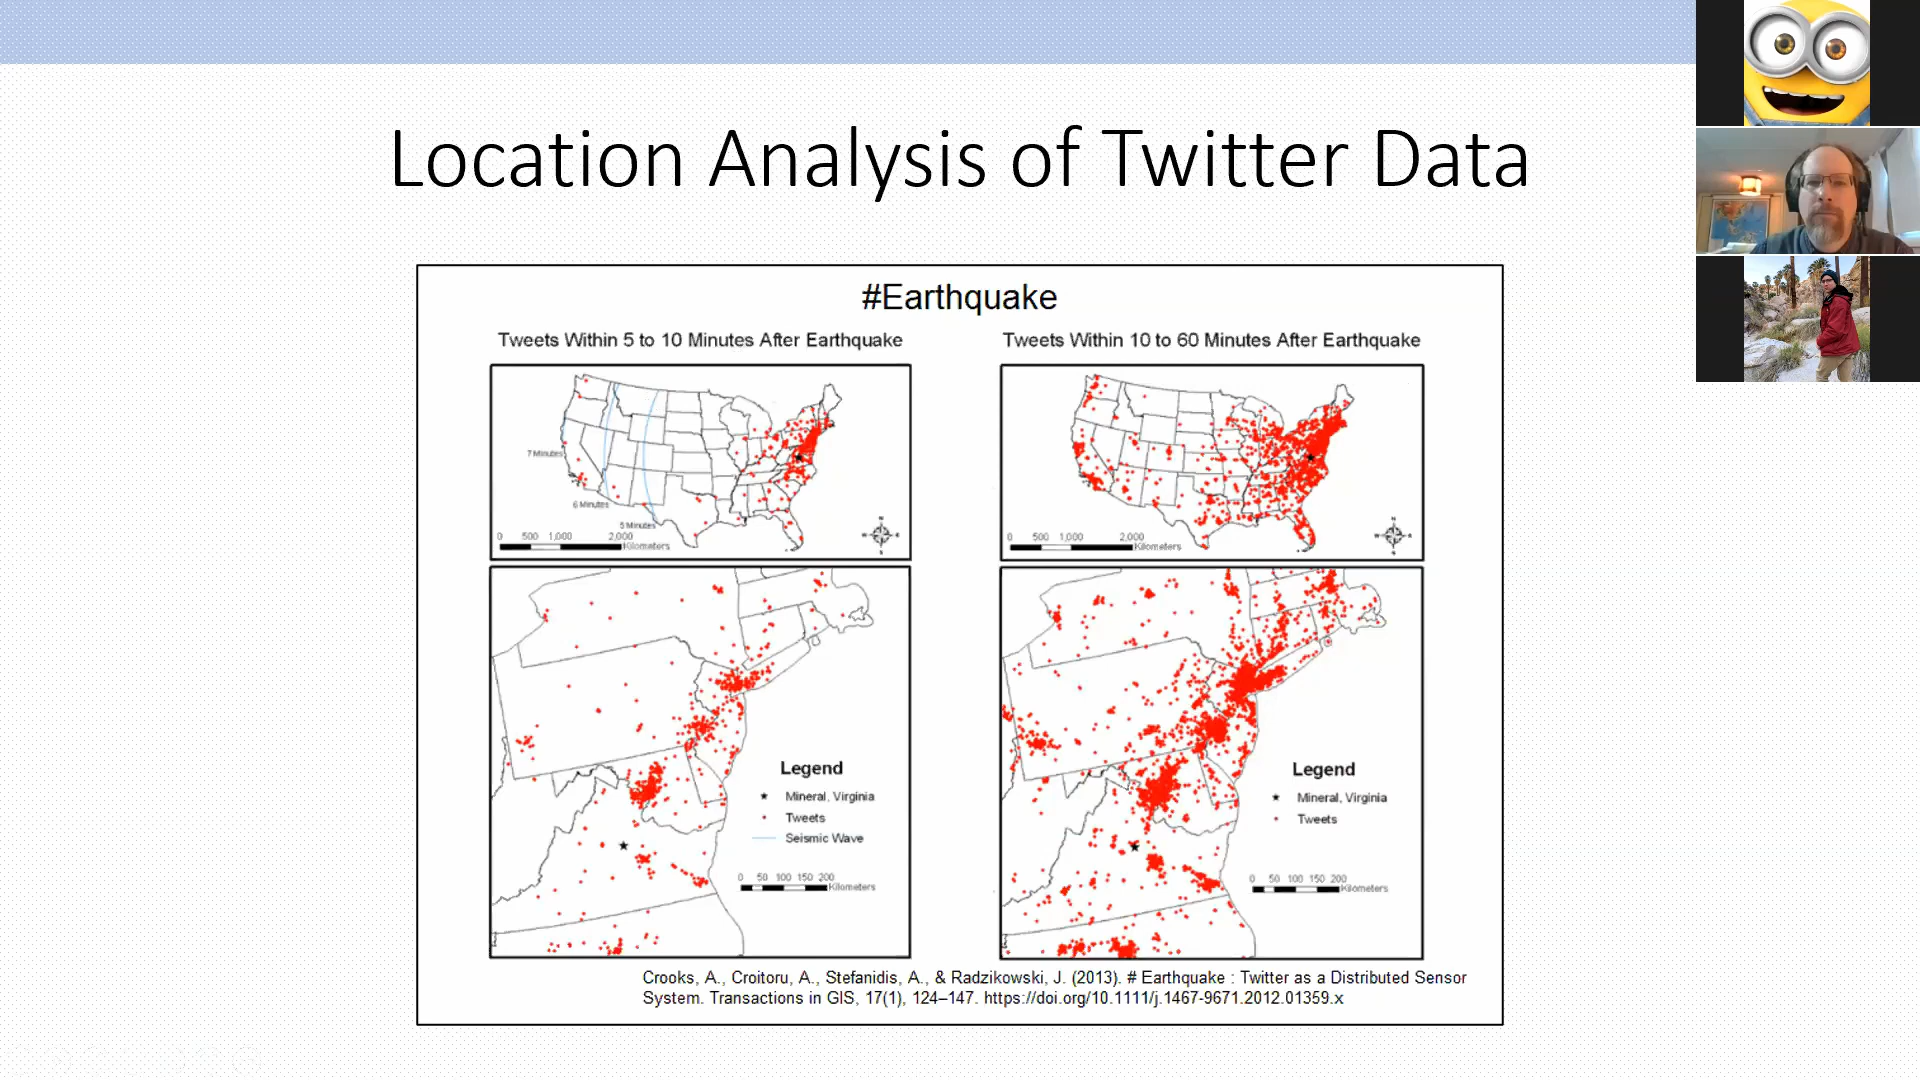 Location Analysis of Twitter Data
#Earthquake
Tweets Within 5 to 10 Minutes After Earthquake
Tweets Within 10 to 60 Minutes After Earthquake
7 Minutes
6 Minutes
5 Minutes
0 500 1,000 2,000
Kilometers
N
0 500 1,000 2,000
Kilometers
N
Legend
Mineral, Virginia
Tweets
Seismic Wave
0 50 100 150 200
Kilometers
Legend
Mineral, Virginia
Tweets
0 50 100 150 200
Kilometers
Crooks, A., Croitoru, A., Stefanidis, A., & Radzikowski, J. (2013). # Earthquake : Twitter as a Distributed Sensor
System. Transactions in GIS, 17(1), 124–147. https://doi.org/10.1111/j.1467-9671.2012.01359.x